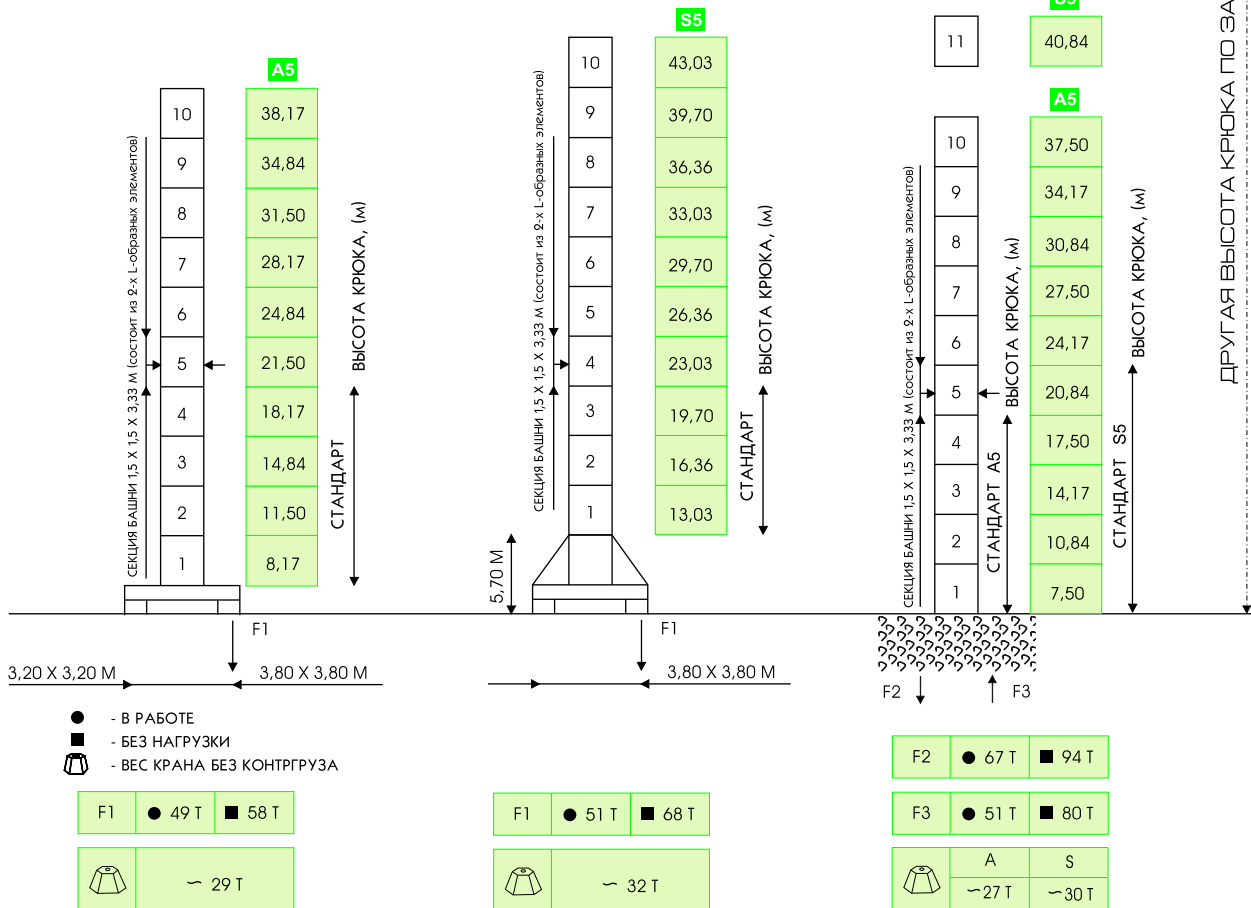 A5
10 38,17
9 34,84
8 31,50
7 28,17
6 24,84
5 21,50
4 18,17
3 14,84
2 11,50
1 8,17
СЕКЦИЯ БАШНИ 1,5 X 1,5 X 3,33 М (состоит из 2-х L-образных элементов)
СТАНДАРТ
ВЫСОТА КРЮКА, (м)
F1
3,20 X 3,20 М
3,80 X 3,80 М
S5
10 43,03
9 39,70
8 36,36
7 33,03
6 29,70
5 26,36
4 23,03
3 19,70
2 16,36
1 13,03
СЕКЦИЯ БАШНИ 1,5 X 1,5 X 3,33 М (состоит из 2-х L-образных элементов)
СТАНДАРТ
ВЫСОТА КРЮКА, (м)
5,70 М
F1
3,80 X 3,80 М
S5
11 40,84
A5
10 37,50
9 34,17
8 30,84
7 27,50
6 24,17
5 20,84
4 17,50
3 14,17
2 10,84
1 7,50
СЕКЦИЯ БАШНИ 1,5 X 1,5 X 3,33 М (состоит из 2-х L-образных элементов)
СТАНДАРТ A5
ВЫСОТА КРЮКА, (м)
СТАНДАРТ S5
ВЫСОТА КРЮКА, (м)
ДРУГАЯ ВЫСОТА КРЮКА ПО
F2
F3
- В РАБОТЕ
- БЕЗ НАГРУЗКИ
- ВЕС КРАНА БЕЗ КОНТРГРУЗА
F1 49 Т 58 Т
~ 29 Т
F1 51 Т 68 Т
~ 32 Т
F2 67 Т 94 Т
F3 51 Т 80 Т
A S
~27 Т ~30 Т